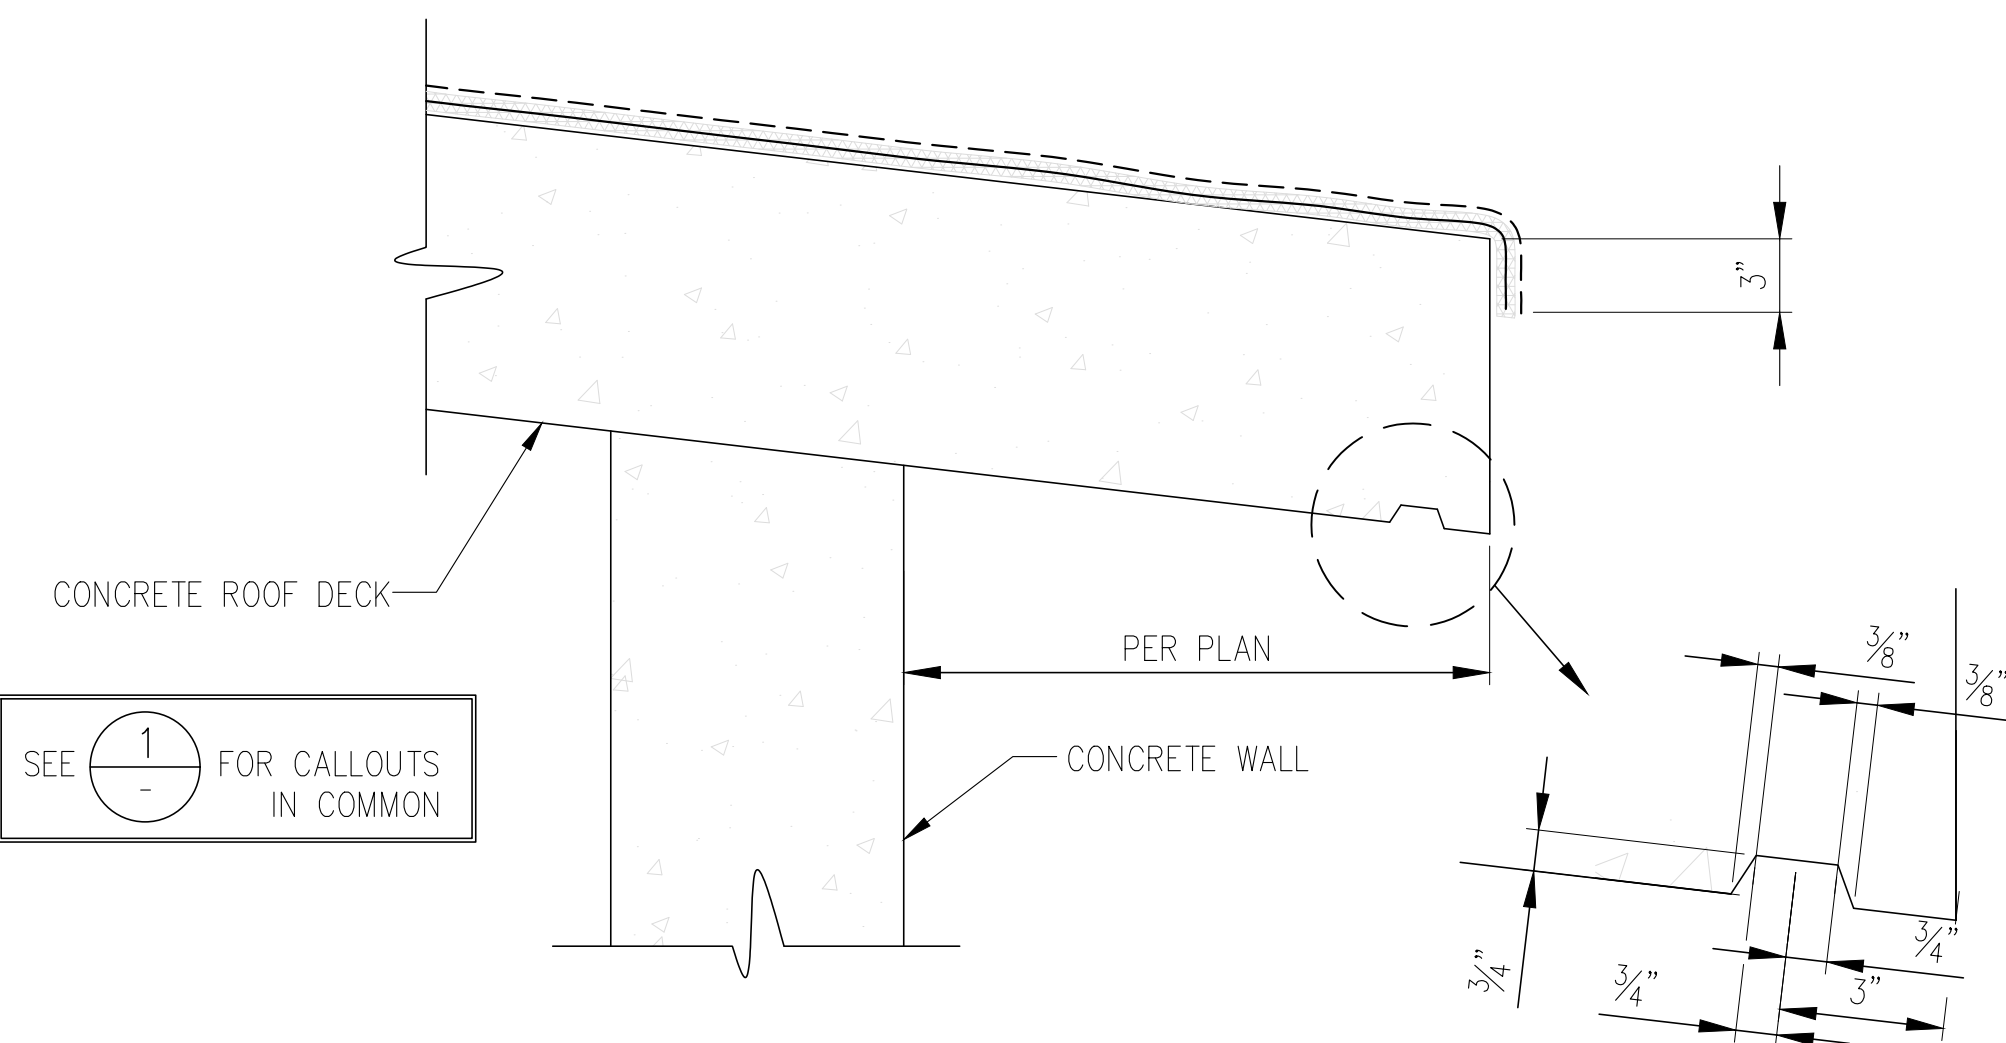 3"
CONCRETE ROOF DECK
PER PLAN
3/8"
3/8"
SEE 1 FOR CALLOUTS
- IN COMMON
CONCRETE WALL
3/4"
3/4"
3/4"
3"